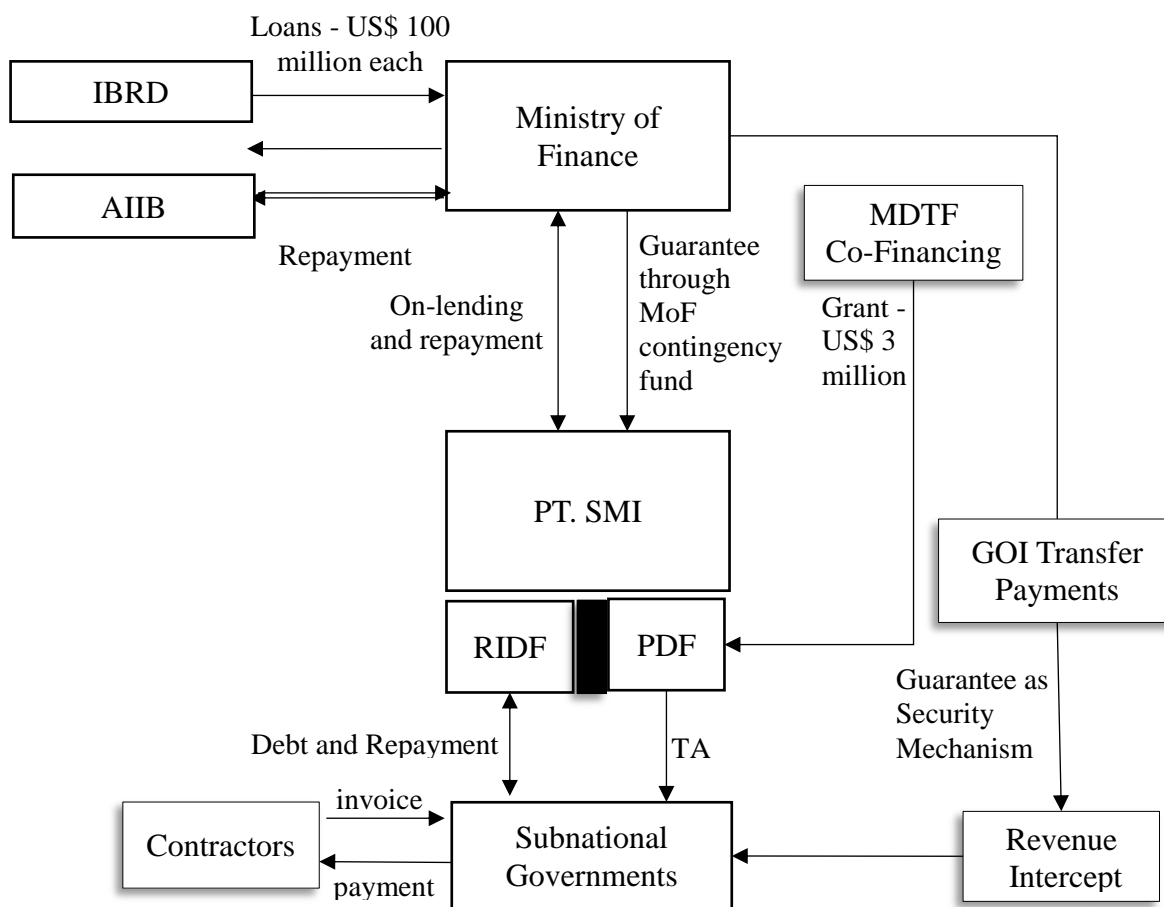 Loans - US$ 100
million each
IBRD
Ministry of
Finance
AIIB
Repayment
MDTF
Co-Financing
On-lending
and repayment
Guarantee
through
MoF
contingency
fund
Grant -
US$ 3
million
PT. SMI
GOI Transfer
Payments
RIDF
PDF
Guarantee as
Security
Mechanism
Debt and Repayment
TA
invoice
Contractors
payment
Subnational
Governments
Revenue
Intercept